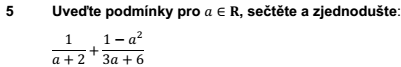 5 Uveďte podmínky pro a ∈ R, sečtěte a zjednodušte:
1/(a + 2) + (1 − a²)/(3a + 6)